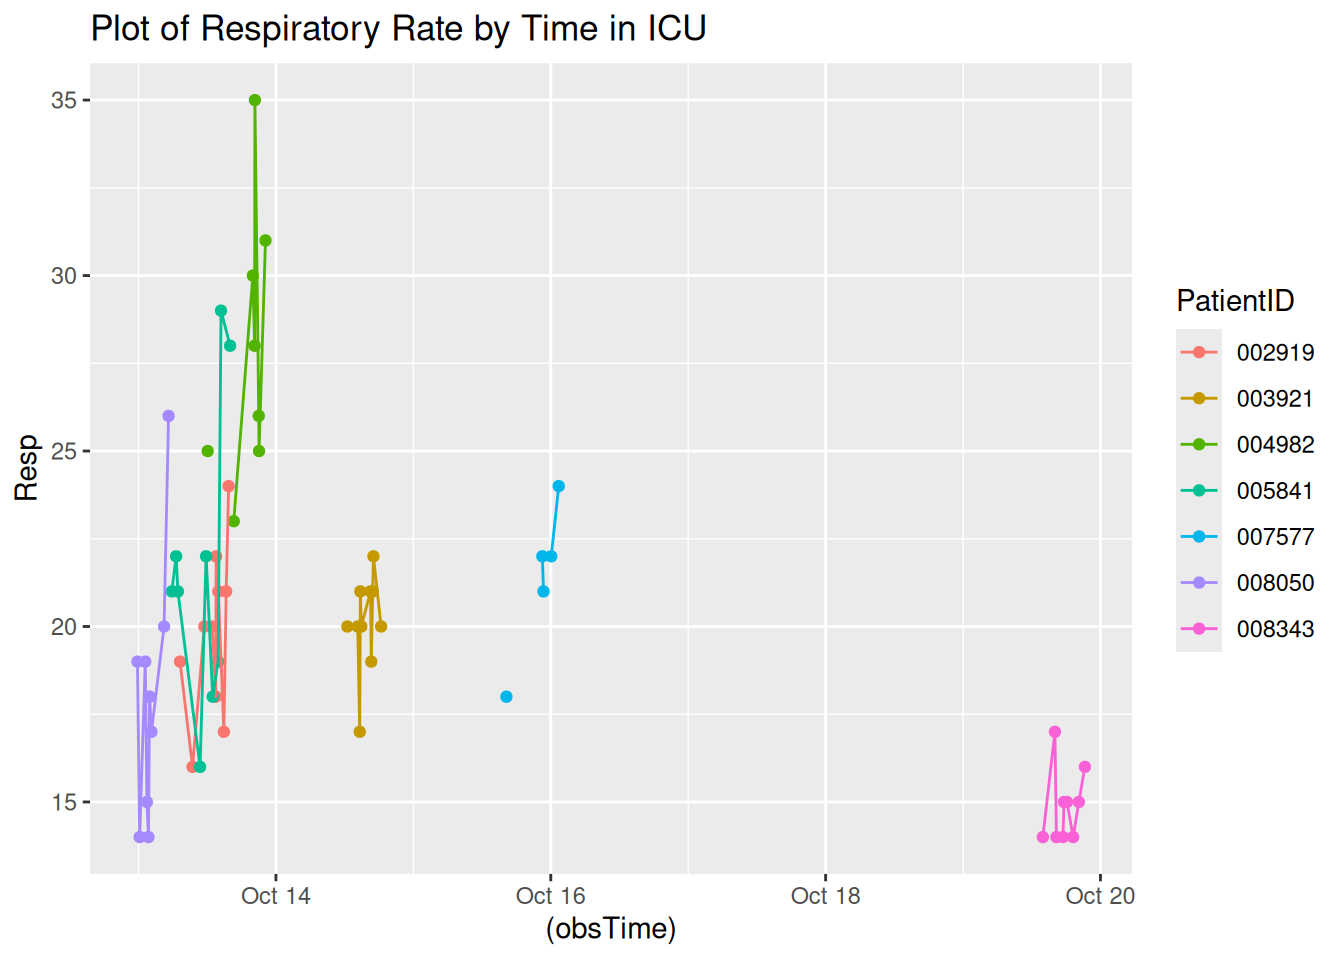 Plot of Respiratory Rate by Time in ICU
35
30
25
20
15
Resp
Oct 14
Oct 16
Oct 18
Oct 20
(obsTime)
PatientID
002919
003921
004982
005841
007577
008050
008343